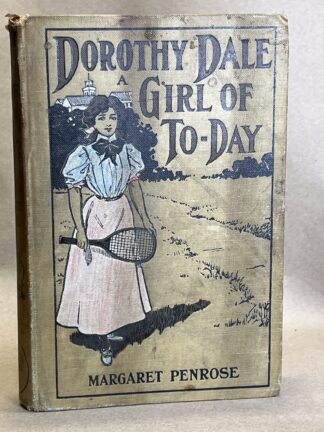 DOROTHY DALE
A
GIRL OF
TO-DAY
MARGARET PENROSE